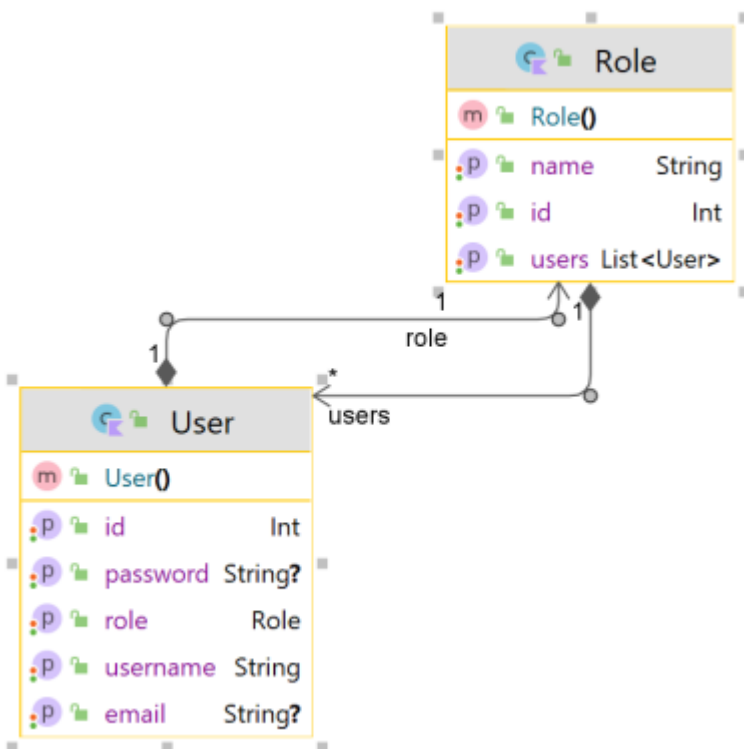 Role
Role()
name String
id Int
users List<User>
1
1
role
1
*
users
User
User()
id Int
password String?
role Role
username String
email String?